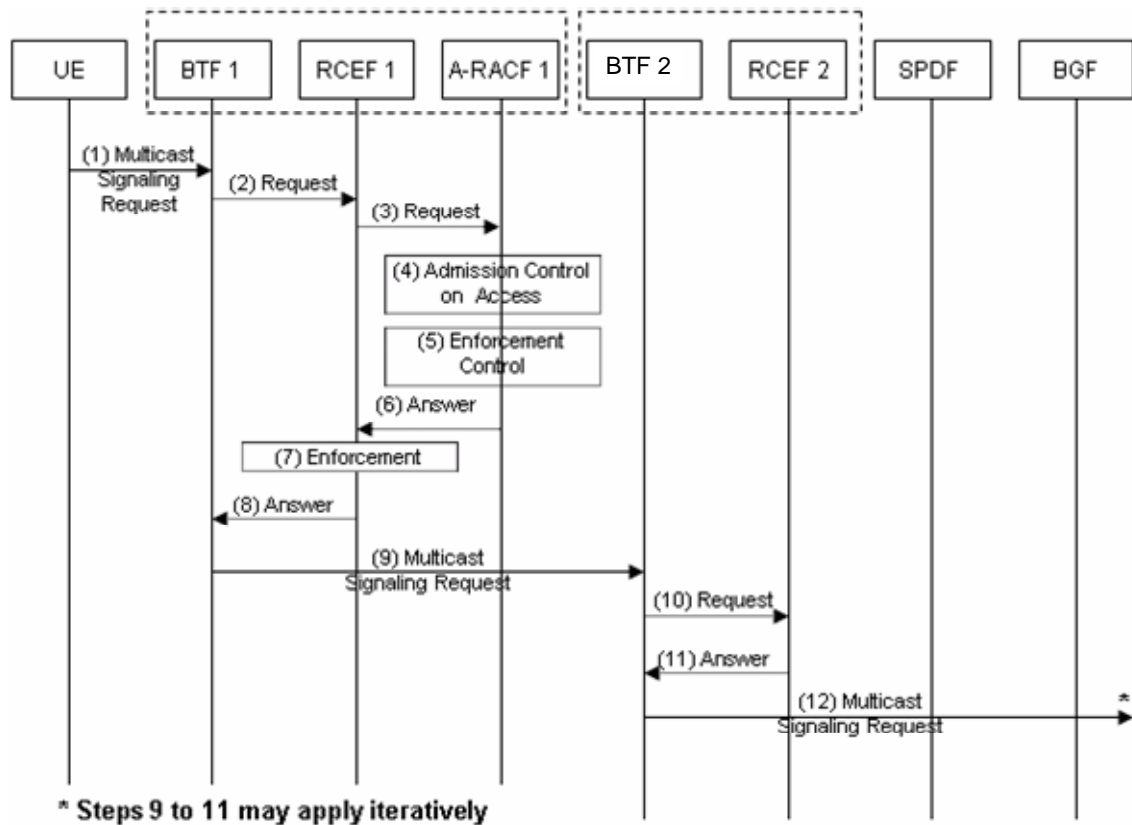 UE
BTF 1
RCEF 1
A-RACF 1
BTF 2
RCEF 2
SPDF
BGF
(1) Multicast
Signaling
Request
(2) Request
(3) Request
(4) Admission Control
on Access
(5) Enforcement
Control
(6) Answer
(7) Enforcement
(8) Answer
(9) Multicast
Signaling Request
(10) Request
(11) Answer
(12) Multicast
Signaling Request
*
* Steps 9 to 11 may apply iteratively